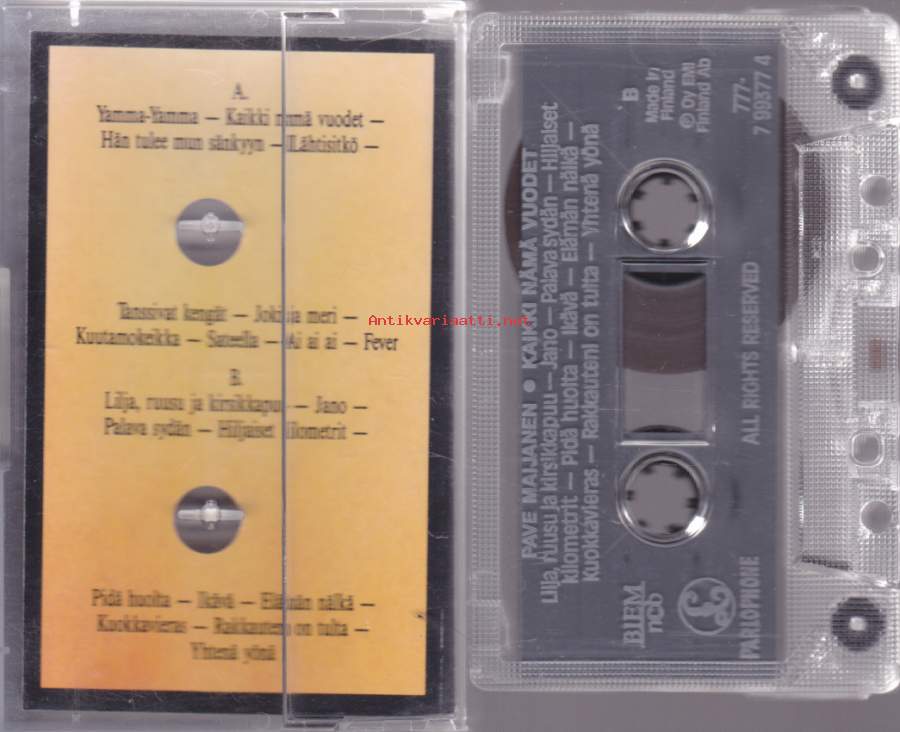 A.
Yamma-Yamma – Kaikki nämä vuodet –
Hän tulee mun sänkyyn – Lähtisitkö –
Tanssivat kengät – Joki ja meri –
Kuutamokeikka – Sateella – Ai ai ai – Fever
B.
Lilja, ruusu ja kirsikkapuu – Jano –
Palava sydän – Hiljaiset kilometrit –
Pidä huolta – Ikävä – Elämän nälkä –
Kuokkavieras – Rakkauteni on tulta –
Yhtenä yönä
Antikvariaatti.net
PAVE MAIJANEN ● KAIKKI NÄMÄ VUODET
Lilja, ruusu ja kirsikkapuu – Jano – Palava sydän – Hiljaiset
kilometrit – Pidä huolta – Ikävä – Elämän nälkä –
Kuokkavieras – Rakkauteni on tulta – Yhtenä yönä
B
Made in
Finland
℗ Oy EMI
Finland Ab
777-
7 99377 4
BIEM
ncb
£
PARLOPHONE
ALL RIGHTS RESERVED